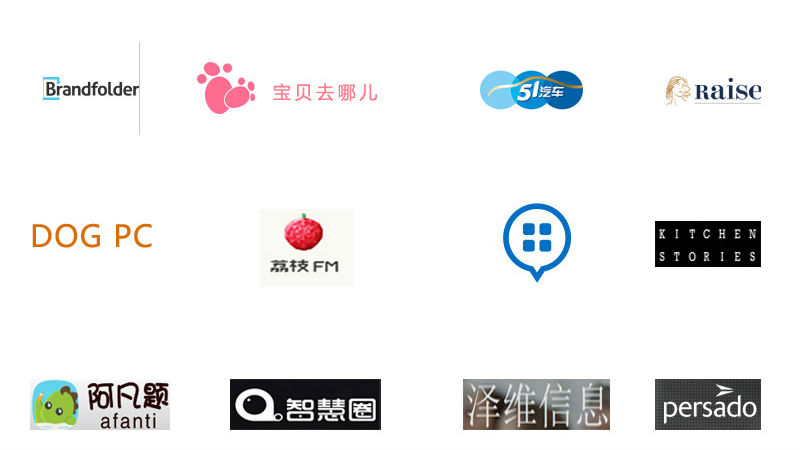 Brandfolder
宝贝去哪儿
51汽车
Raise
DOG PC
荔枝FM
KITCHEN
STORIES
阿凡题
afanti
智慧圈
泽维信息
persado